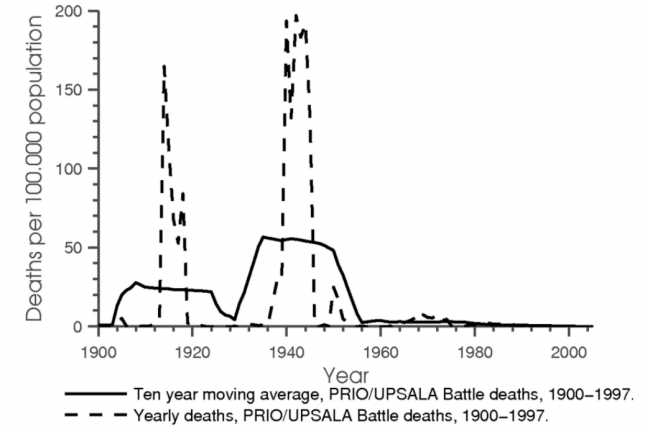 Deaths per 100.000 population
200
150
100
50
0
1900 1920 1940 1960 1980 2000
Year
Ten year moving average, PRIO/UPSALA Battle deaths, 1900–1997.
Yearly deaths, PRIO/UPSALA Battle deaths, 1900–1997.